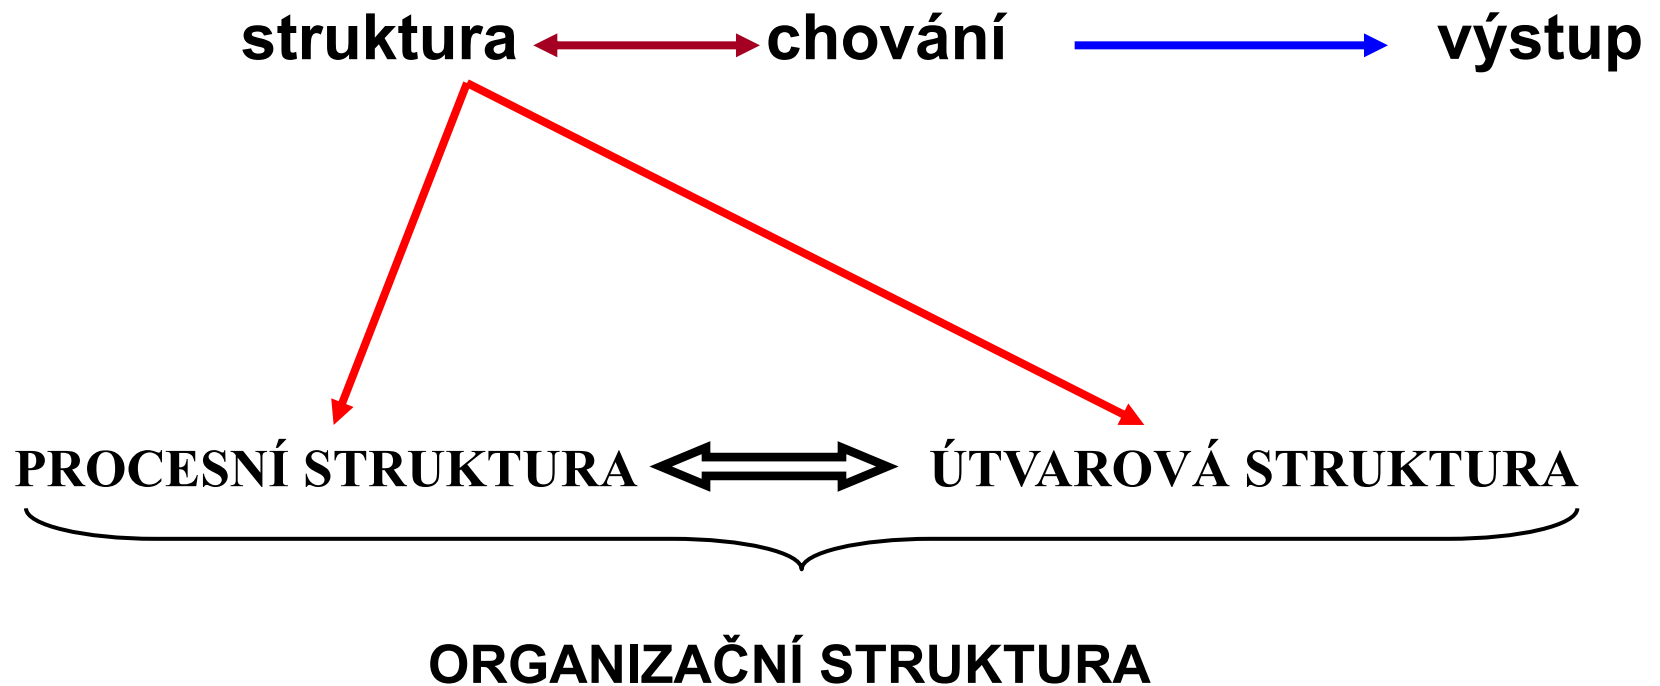 struktura chování výstup
PROCESNÍ STRUKTURA ÚTVAROVÁ STRUKTURA
ORGANIZAČNÍ STRUKTURA